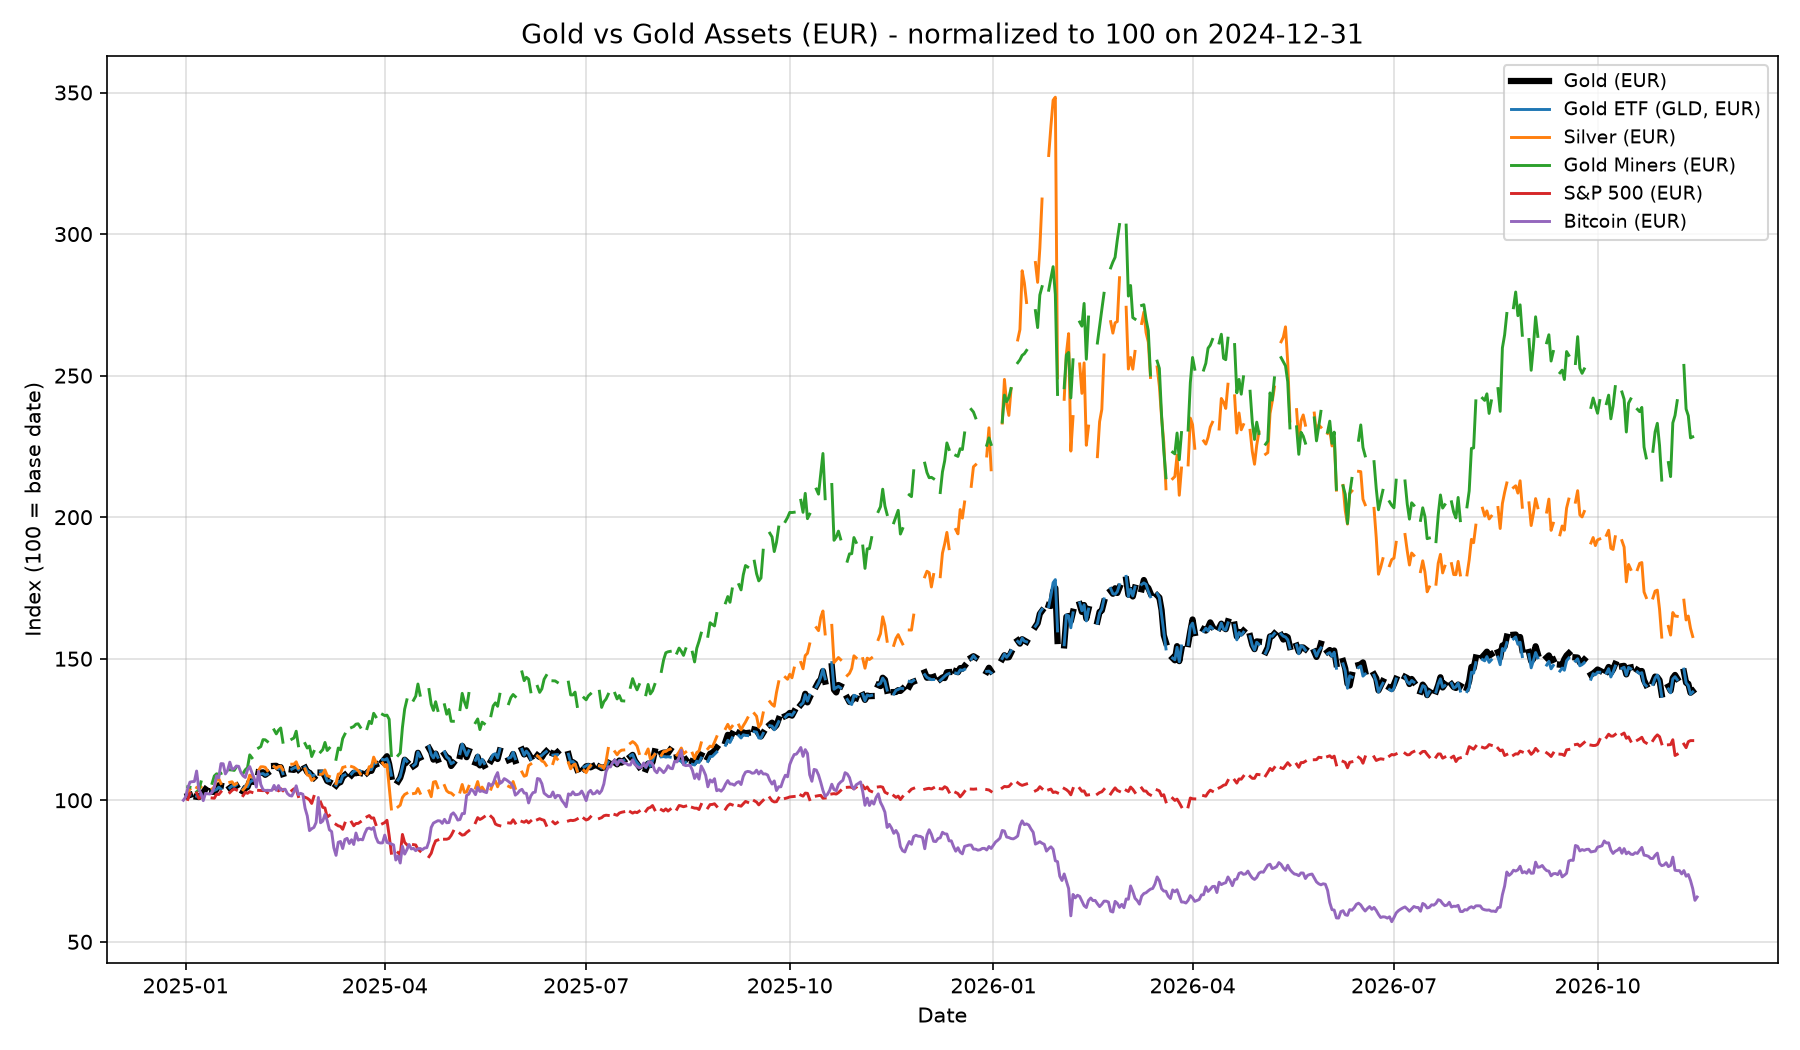 Gold vs Gold Assets (EUR) - normalized to 100 on 2024-12-31
Gold (EUR)
Gold ETF (GLD, EUR)
Silver (EUR)
Gold Miners (EUR)
S&P 500 (EUR)
Bitcoin (EUR)
Index (100 = base date)
350
300
250
200
150
100
50
2025-01
2025-04
2025-07
2025-10
2026-01
2026-04
2026-07
2026-10
Date